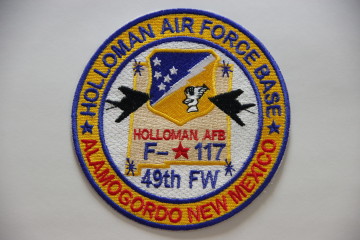 HOLLOMAN AIR FORCE BASE
HOLLOMAN AFB
F-★117
49th FW
ALAMOGORDO NEW MEXICO